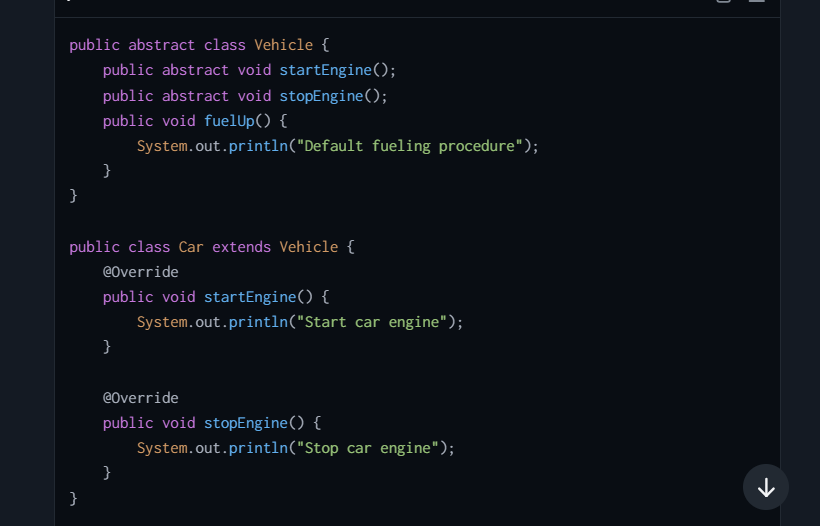 public abstract class Vehicle {
    public abstract void startEngine();
    public abstract void stopEngine();
    public void fuelUp() {
        System.out.println("Default fueling procedure");
    }
}

public class Car extends Vehicle {
    @Override
    public void startEngine() {
        System.out.println("Start car engine");
    }

    @Override
    public void stopEngine() {
        System.out.println("Stop car engine");
    }
}